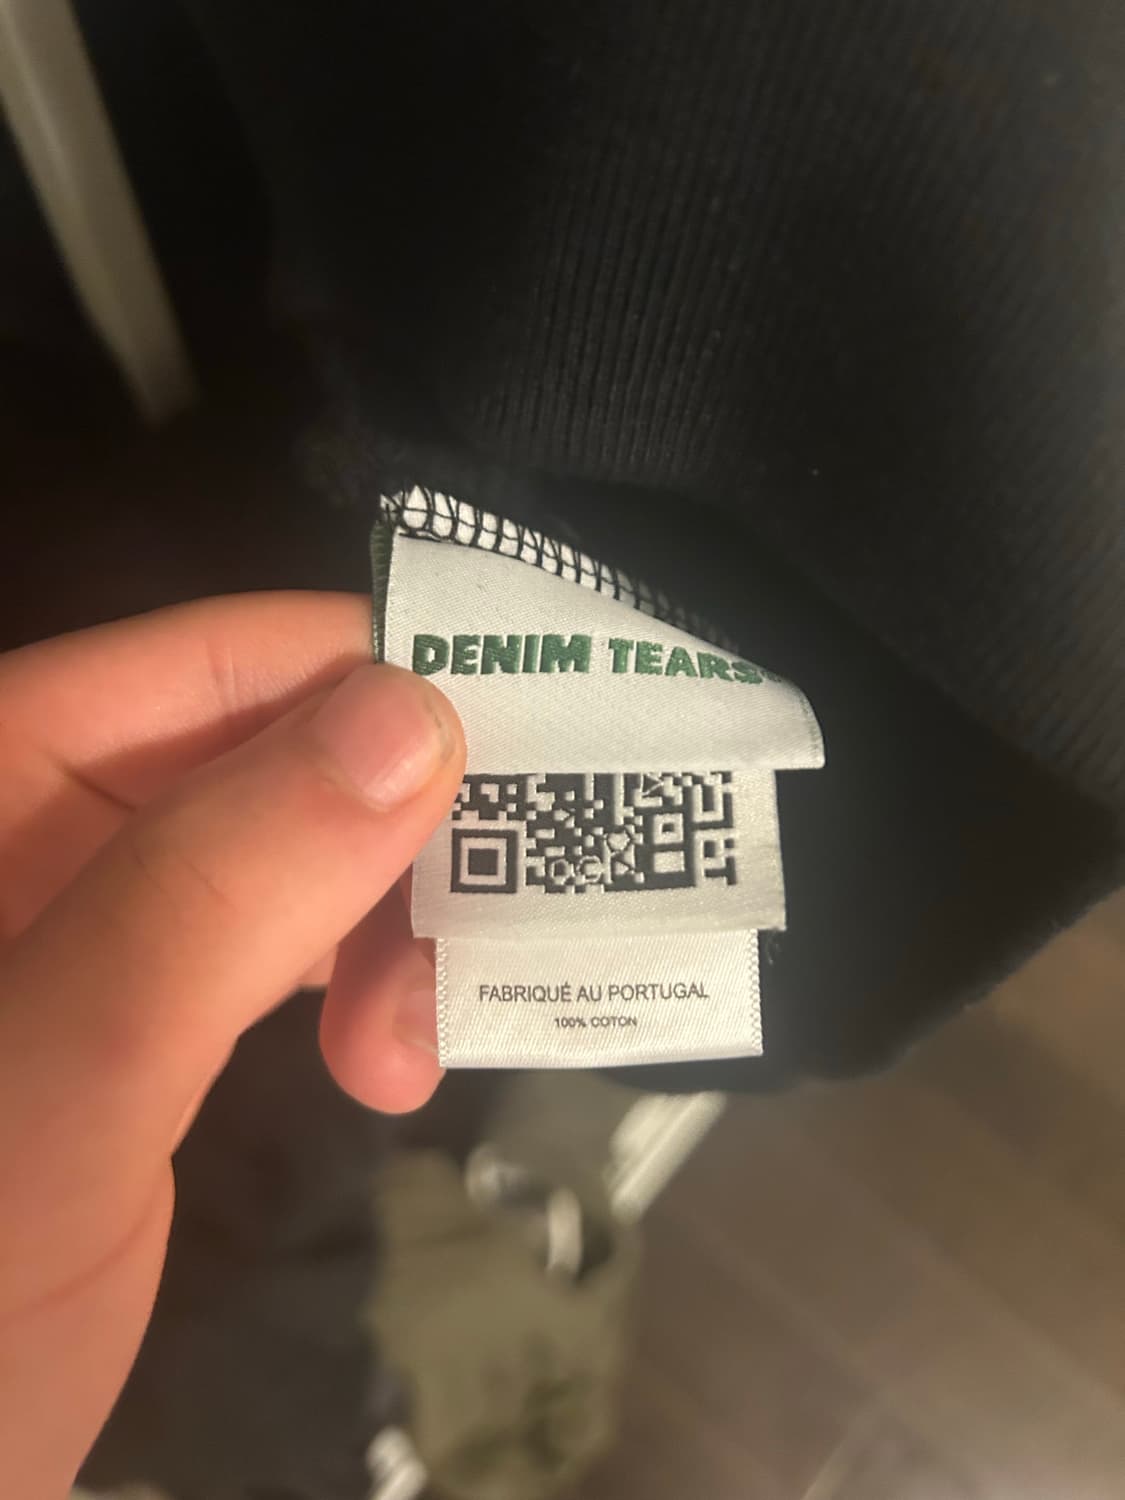 DENIM TEARS
FABRIQUÉ AU PORTUGAL
100% COTON